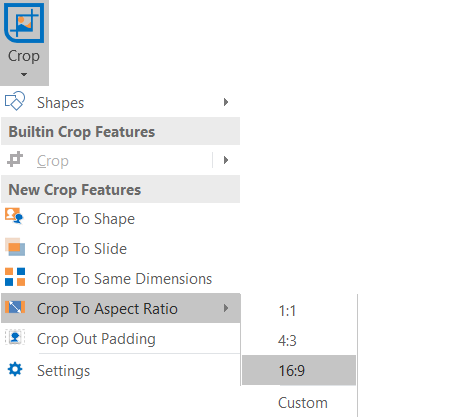 Crop
Shapes
Builtin Crop Features
Crop
New Crop Features
Crop To Shape
Crop To Slide
Crop To Same Dimensions
Crop To Aspect Ratio
1:1
4:3
16:9
Custom
Crop Out Padding
Settings